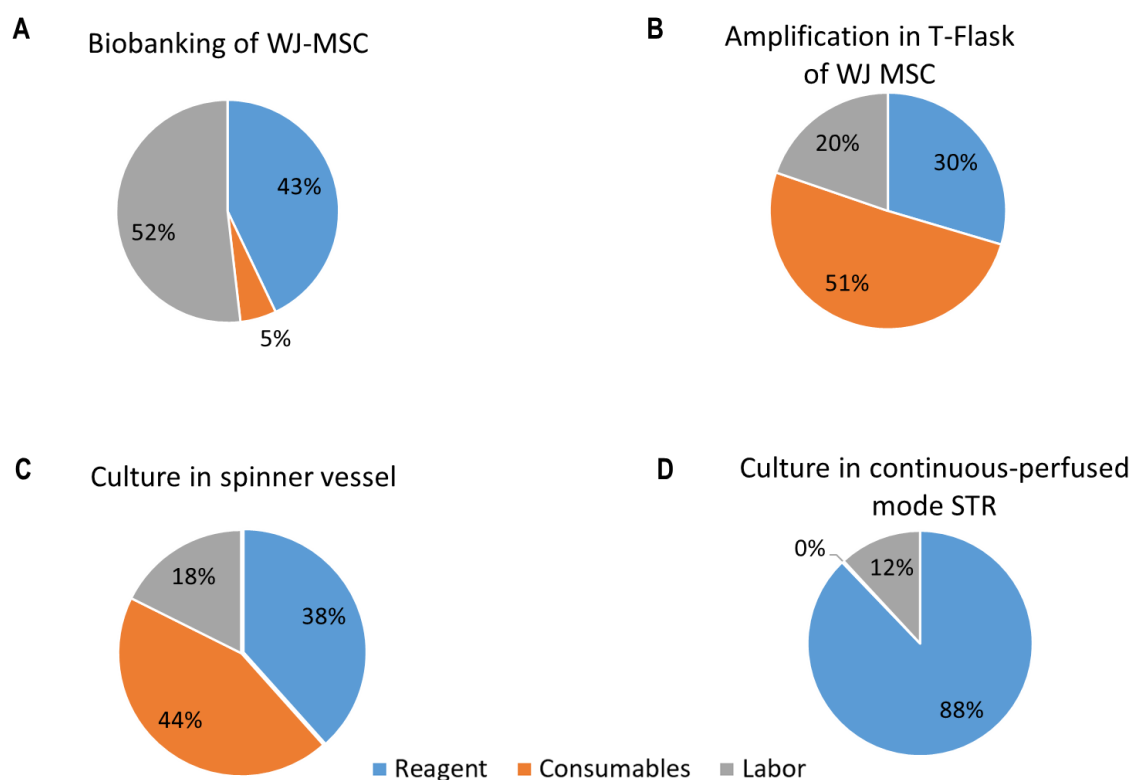 A
Biobanking of WJ-MSC
43%
52%
5%
B
Amplification in T-Flask
of WJ MSC
20%
30%
51%
C
Culture in spinner vessel
18%
38%
44%
D
Culture in continuous-perfused
mode STR
0%
12%
88%
Reagent Consumables Labor